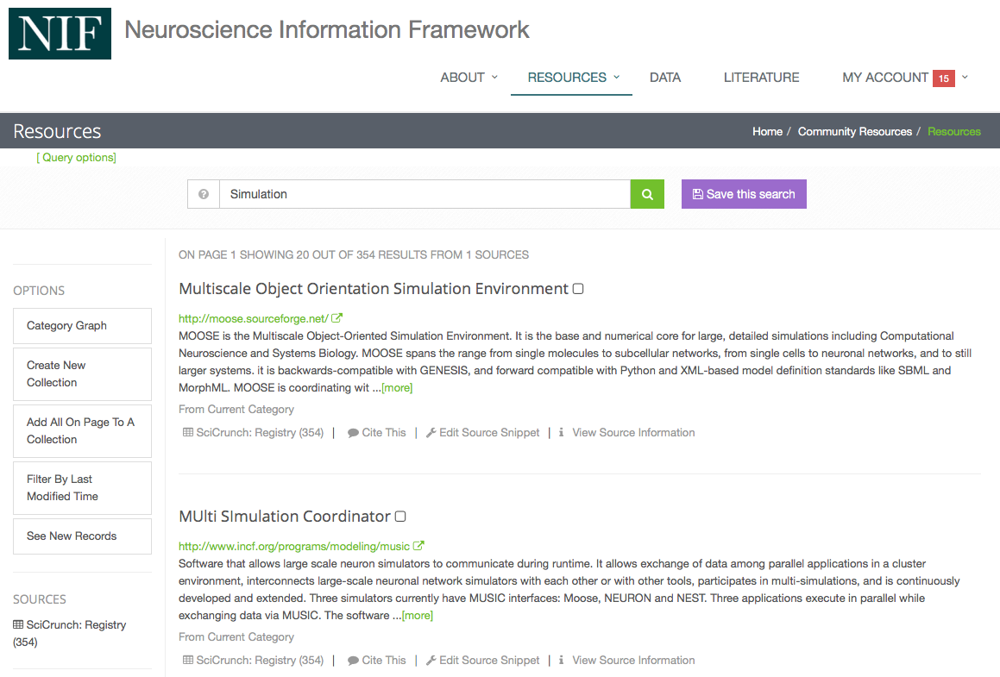 NIF Neuroscience Information Framework
ABOUT RESOURCES DATA LITERATURE MY ACCOUNT 15
Resources
Home / Community Resources / Resources
[ Query options]
? Simulation Save this search
ON PAGE 1 SHOWING 20 OUT OF 354 RESULTS FROM 1 SOURCES
OPTIONS
Category Graph
Create New
Collection
Add All On Page To A
Collection
Filter By Last
Modified Time
See New Records
SOURCES
SciCrunch: Registry
(354)
Multiscale Object Orientation Simulation Environment
http://moose.sourceforge.net/
MOOSE is the Multiscale Object-Oriented Simulation Environment. It is the base and numerical core for large, detailed simulations including Computational
Neuroscience and Systems Biology. MOOSE spans the range from single molecules to subcellular networks, from single cells to neuronal networks, and to still
larger systems. it is backwards-compatible with GENESIS, and forward compatible with Python and XML-based model definition standards like SBML and
MorphML. MOOSE is coordinating wit ...[more]
From Current Category
SciCrunch: Registry (354) | Cite This | Edit Source Snippet | i View Source Information
MUlti SImulation Coordinator
http://www.incf.org/programs/modeling/music
Software that allows large scale neuron simulators to communicate during runtime. It allows exchange of data among parallel applications in a cluster
environment, interconnects large-scale neuronal network simulators with each other or with other tools, participates in multi-simulations, and is continuously
developed and extended. Three simulators currently have MUSIC interfaces: Moose, NEURON and NEST. Three applications execute in parallel while
exchanging data via MUSIC. The software ...[more]
From Current Category
SciCrunch: Registry (354) | Cite This | Edit Source Snippet | i View Source Information